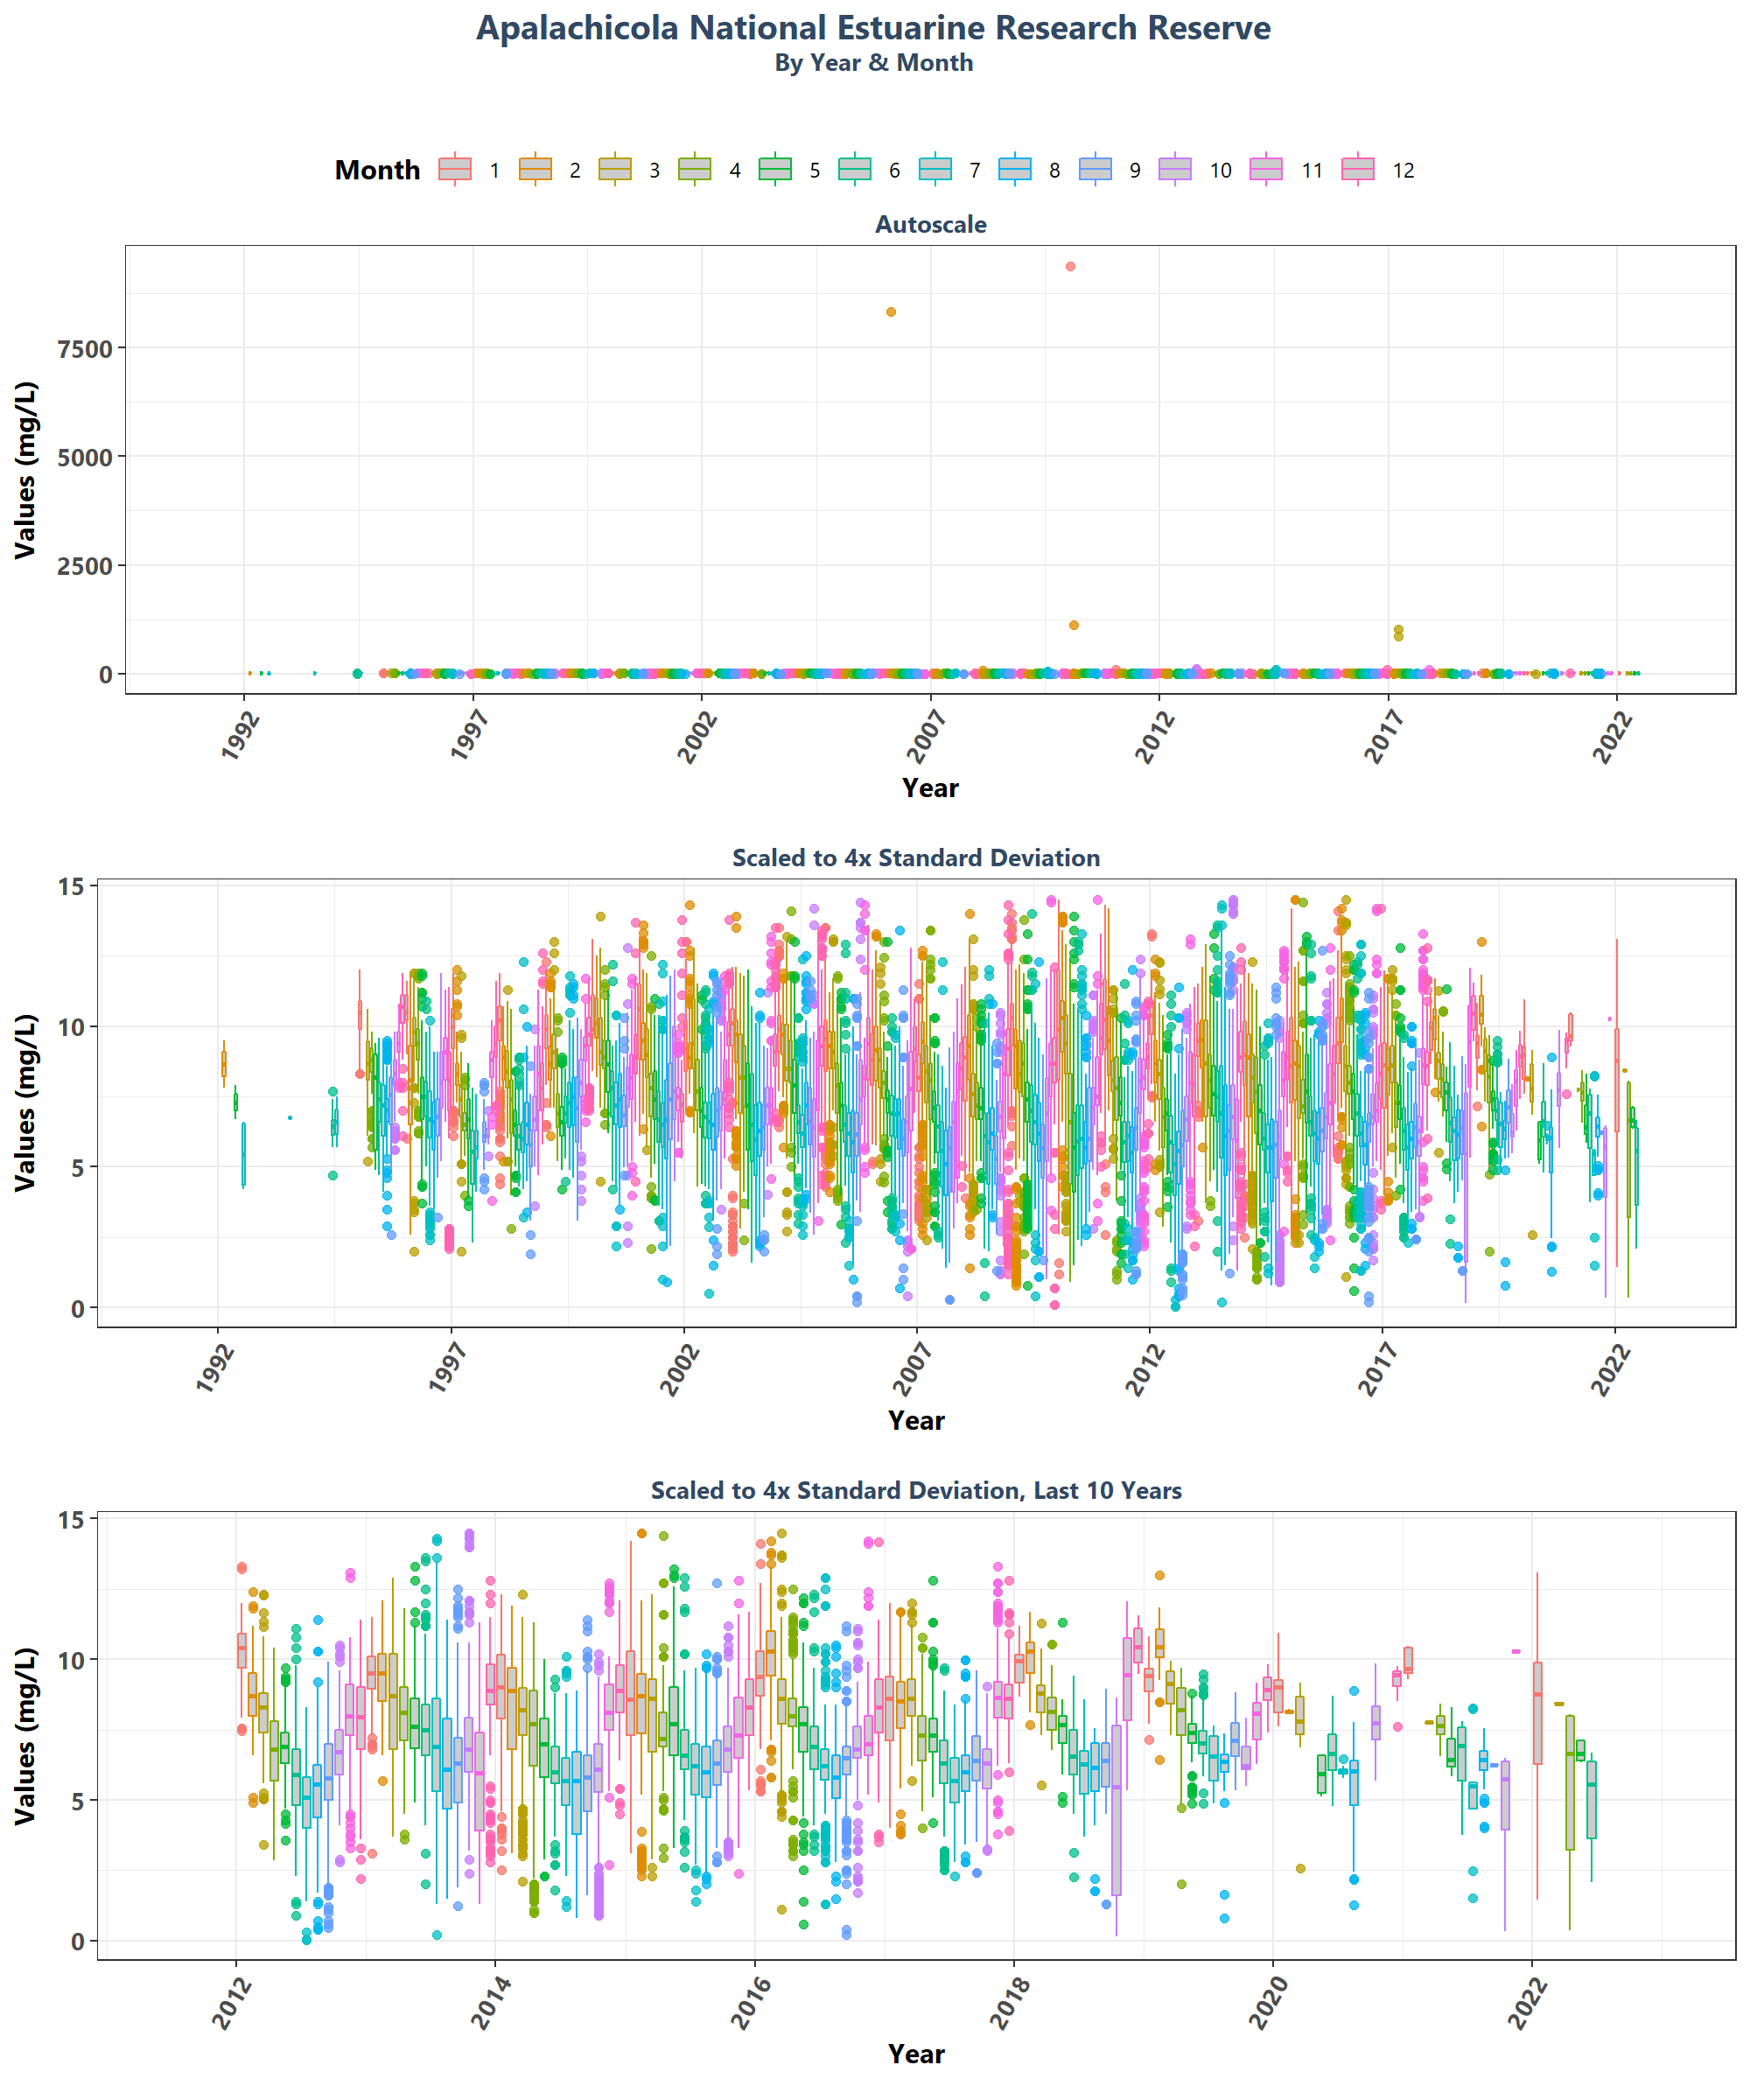 Apalachicola National Estuarine Research Reserve
By Year & Month
Month 1 2 3 4 5 6 7 8 9 10 11 12
Autoscale
7500
5000
2500
0
Values (mg/L)
1992 1997 2002 2007 2012 2017 2022
Year
Scaled to 4x Standard Deviation
15
10
5
0
Values (mg/L)
1992 1997 2002 2007 2012 2017 2022
Year
Scaled to 4x Standard Deviation, Last 10 Years
15
10
5
0
Values (mg/L)
2012 2014 2016 2018 2020 2022
Year